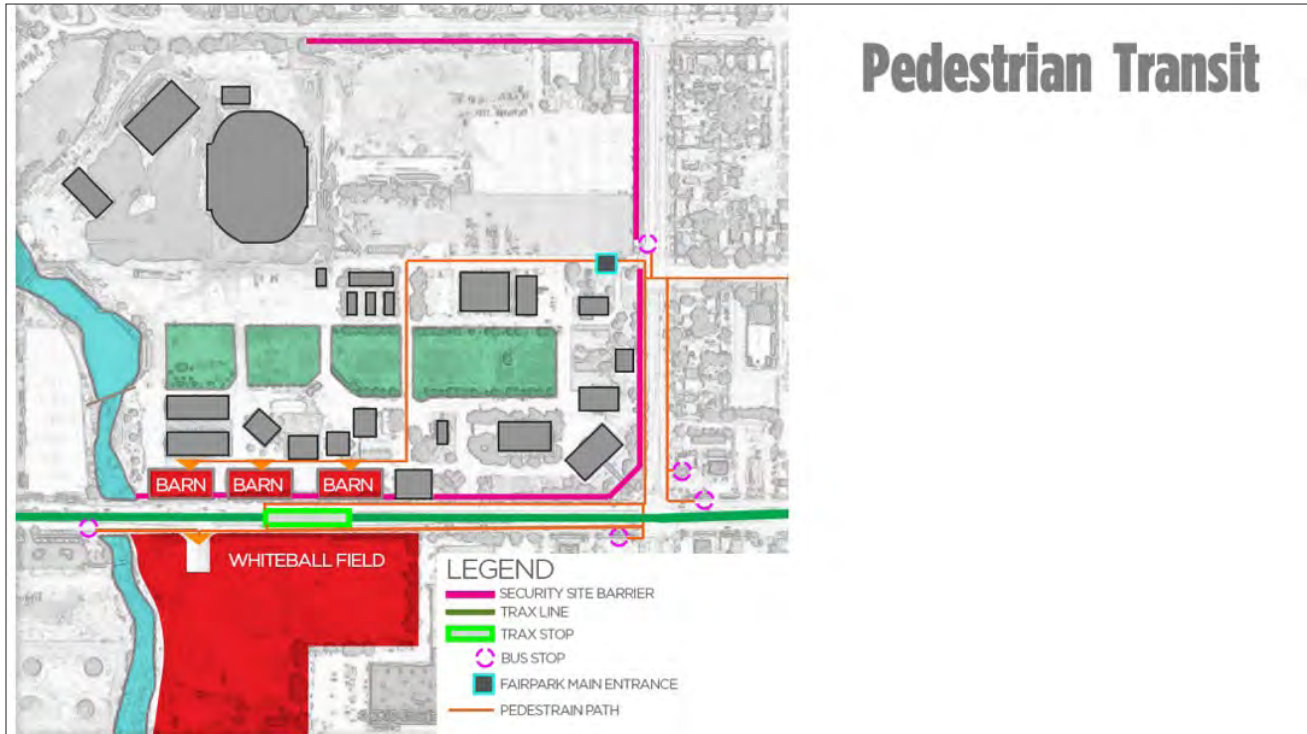 Pedestrian Transit
BARN
BARN
BARN
WHITEBALL FIELD
LEGEND
SECURITY SITE BARRIER
TRAX LINE
TRAX STOP
BUS STOP
FAIRPARK MAIN ENTRANCE
PEDESTRAIN PATH